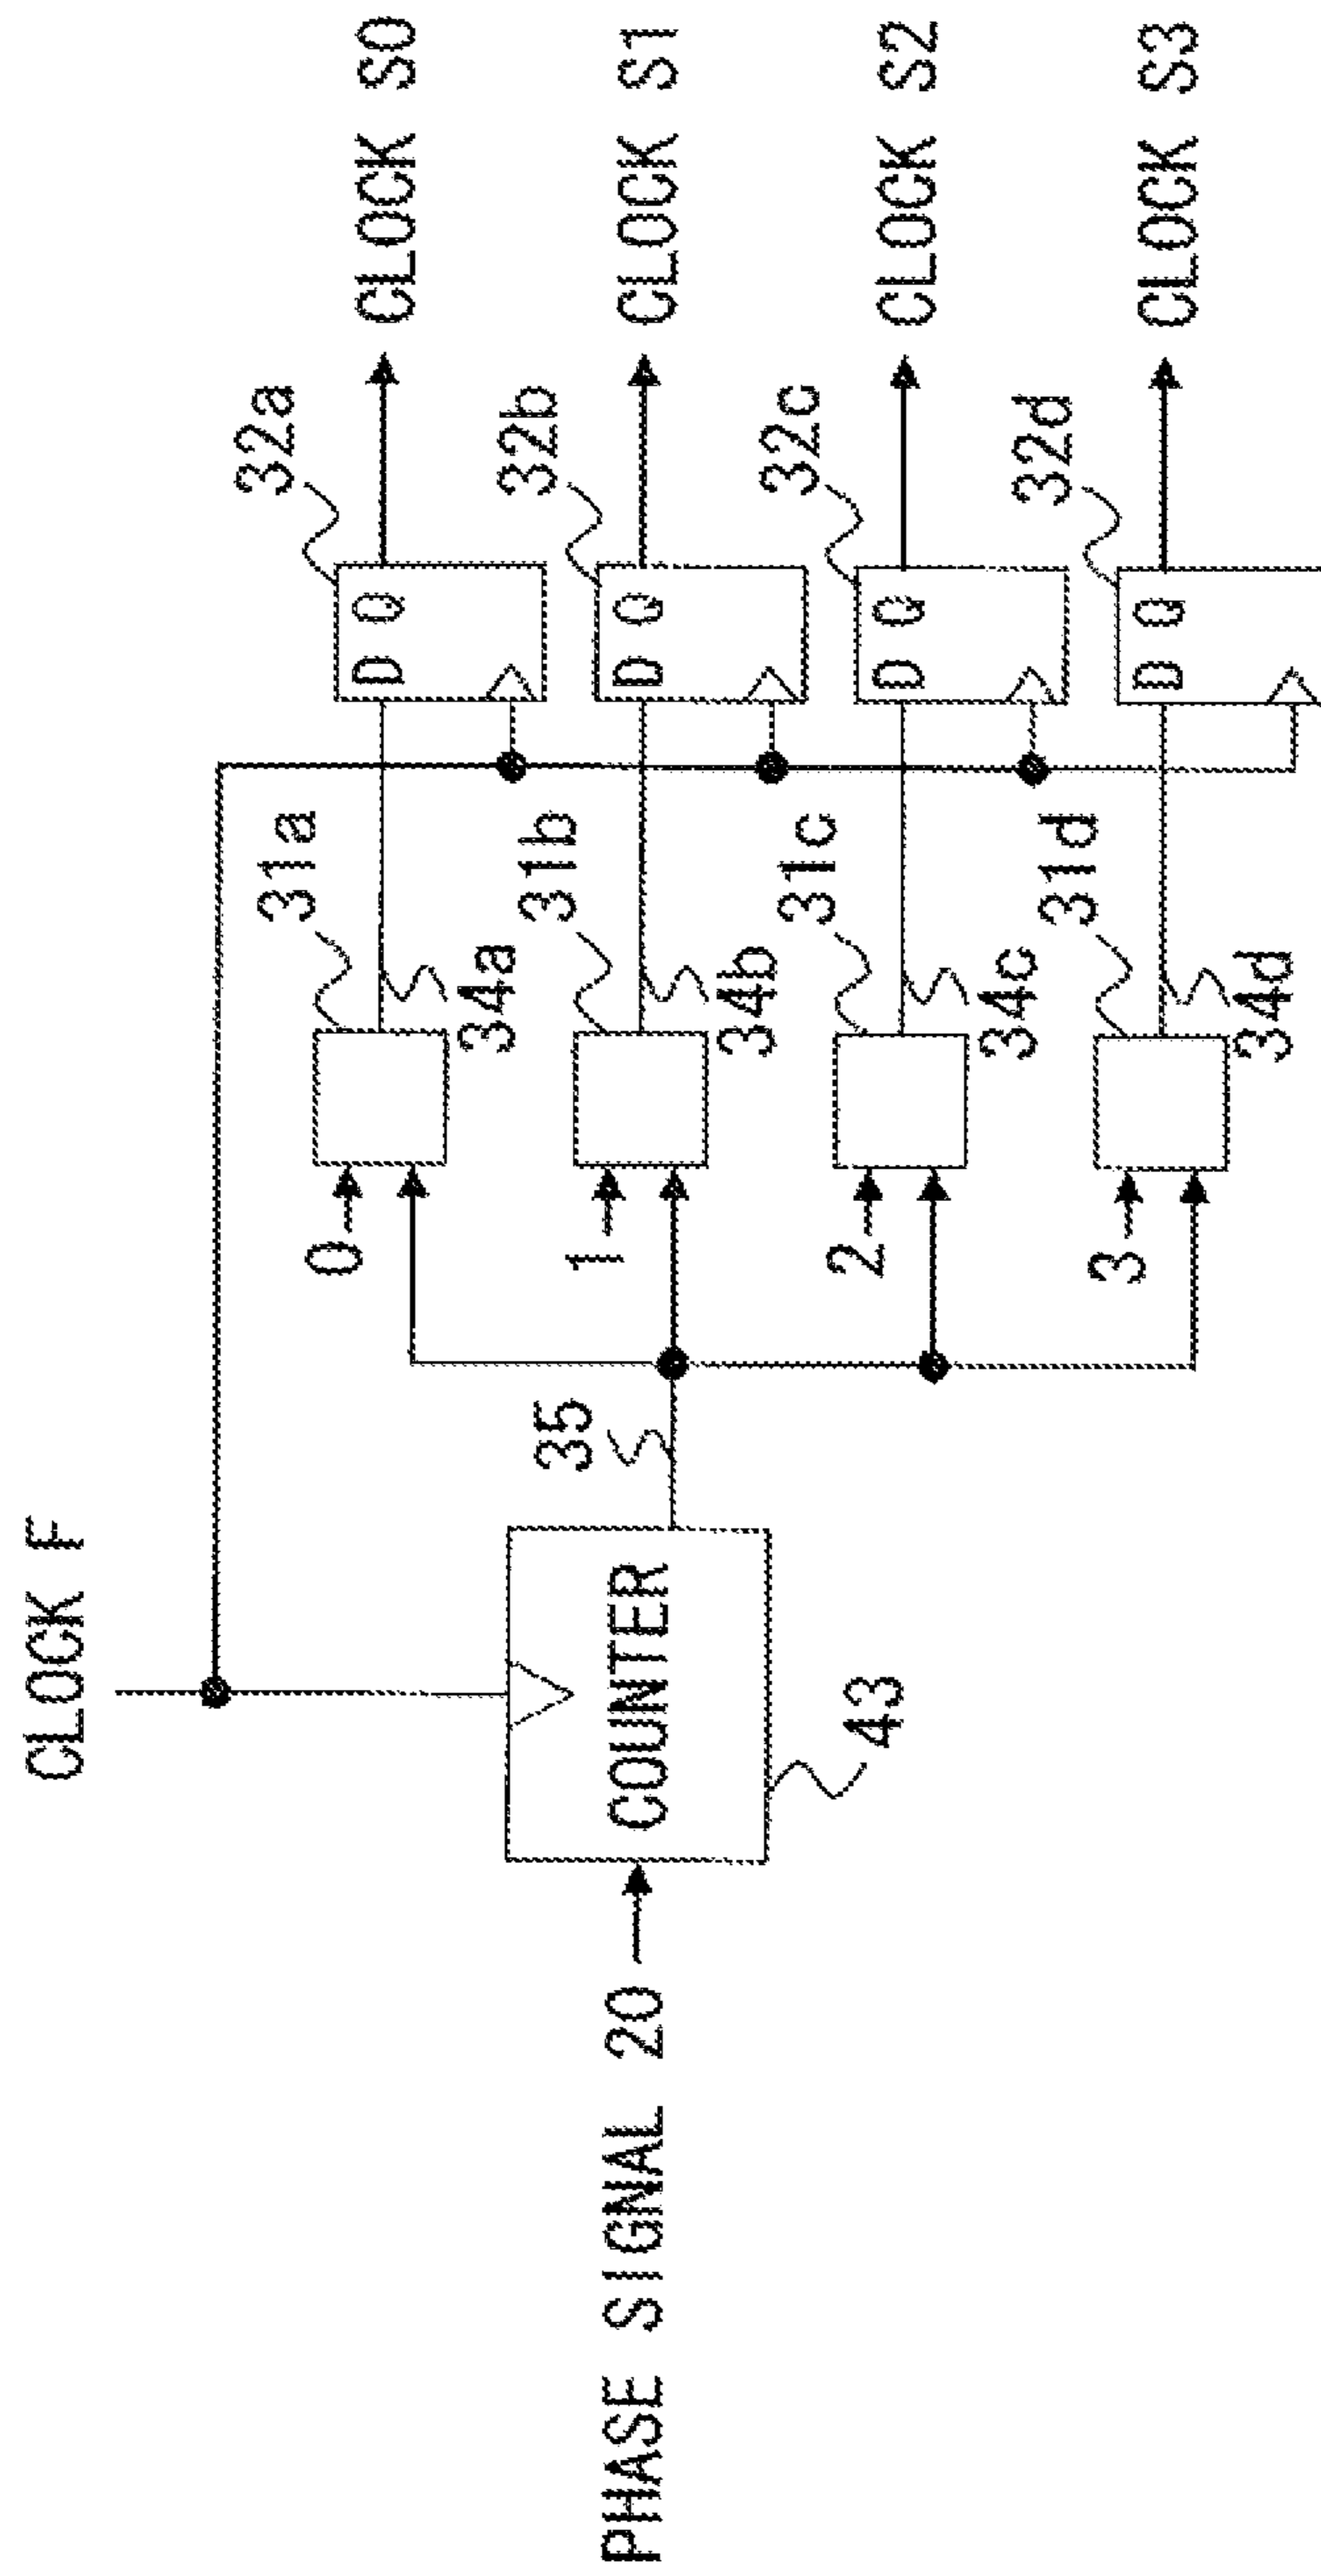 CLOCK F
PHASE SIGNAL 20
COUNTER
43
35
0
31a
34a
D Q
32a
CLOCK S0
1
31b
34b
D Q
32b
CLOCK S1
2
31c
34c
D Q
32c
CLOCK S2
3
31d
34d
D Q
32d
CLOCK S3